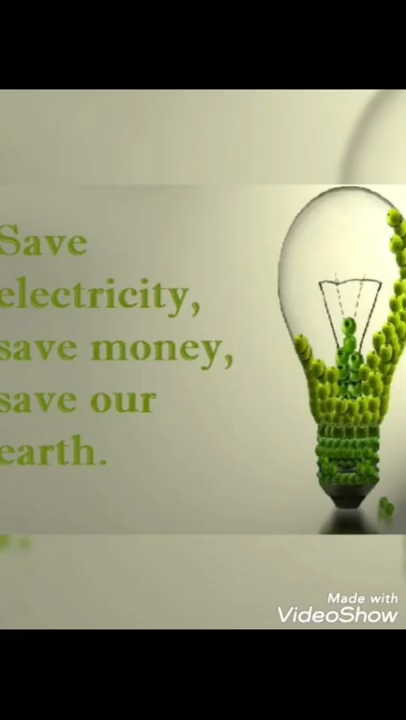 Save
electricity,
save money,
save our
earth.
Made with
VideoShow